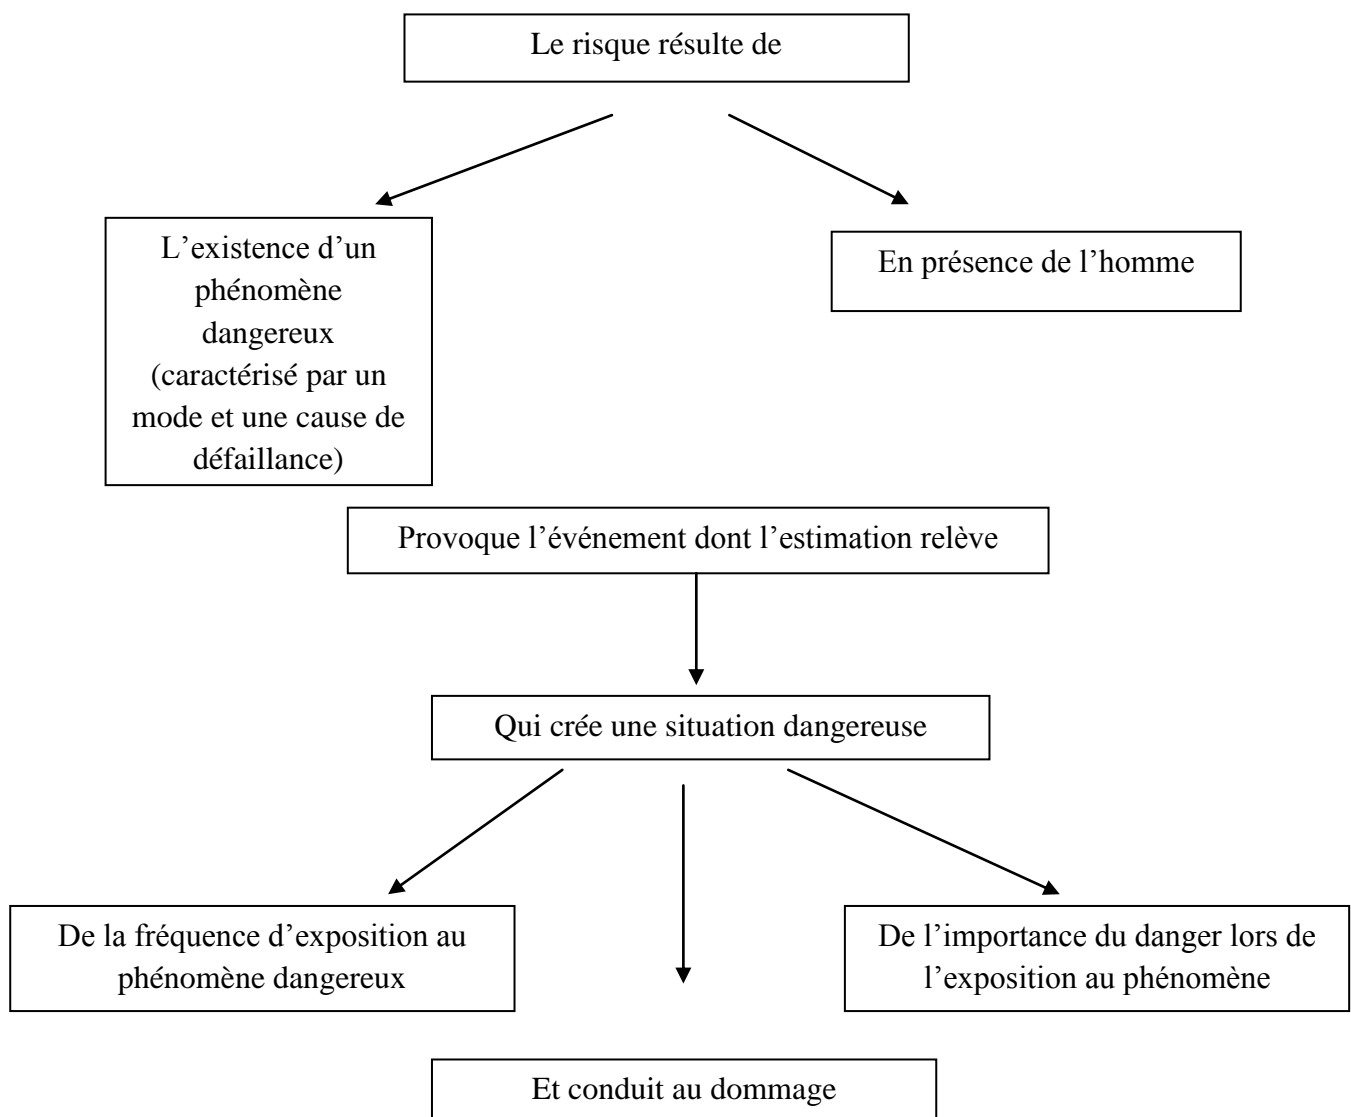 Le risque résulte de
L’existence d’un
phénomène
dangereux
(caractérisé par un
mode et une cause de
défaillance)
En présence de l’homme
Provoque l’événement dont l’estimation relève
Qui crée une situation dangereuse
De la fréquence d’exposition au
phénomène dangereux
De l’importance du danger lors de
l’exposition au phénomène
Et conduit au dommage